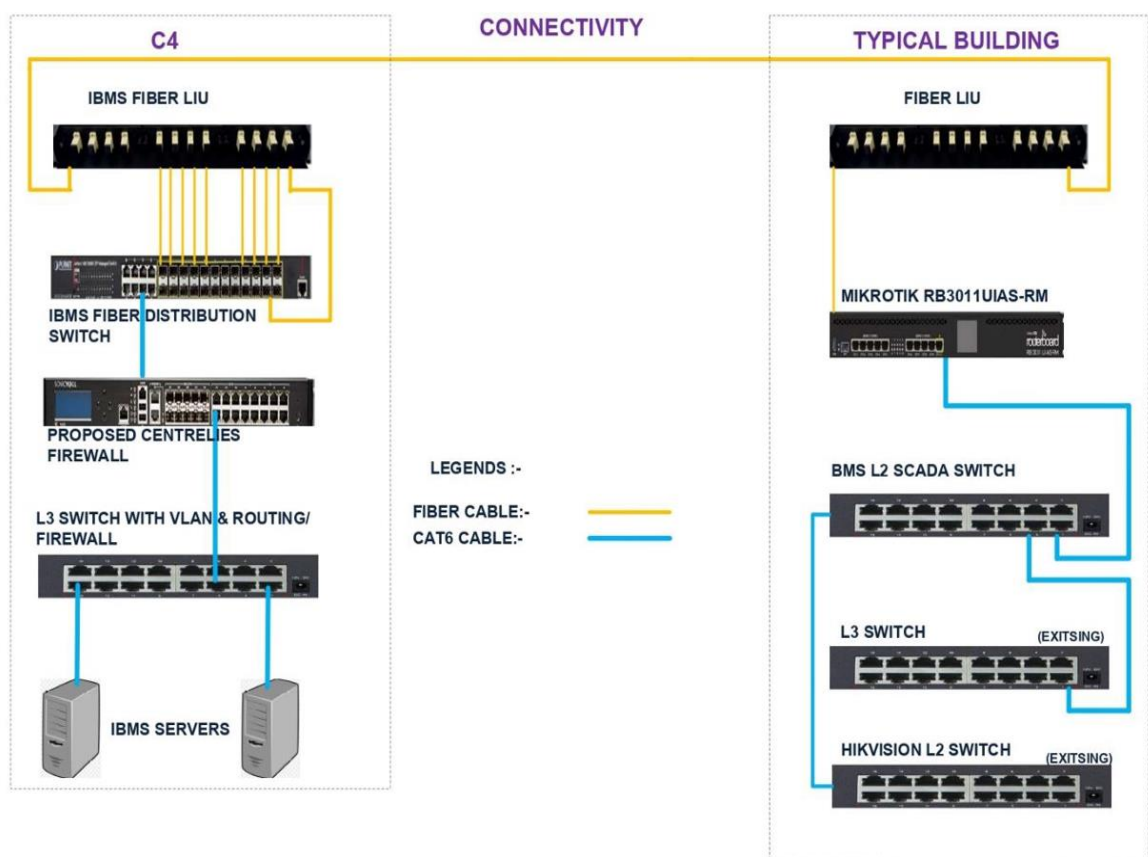 CONNECTIVITY
C4
TYPICAL BUILDING
IBMS FIBER LIU
FIBER LIU
IBMS FIBER DISTRIBUTION
SWITCH
MIKROTIK RB3011UIAS-RM
routerboard
SONICWALL
PROPOSED CENTRELIES
FIREWALL
LEGENDS :-
FIBER CABLE:-
CAT6 CABLE:-
BMS L2 SCADA SWITCH
L3 SWITCH WITH VLAN & ROUTING/
FIREWALL
L3 SWITCH
(EXITSING)
IBMS SERVERS
HIKVISION L2 SWITCH
(EXITSING)